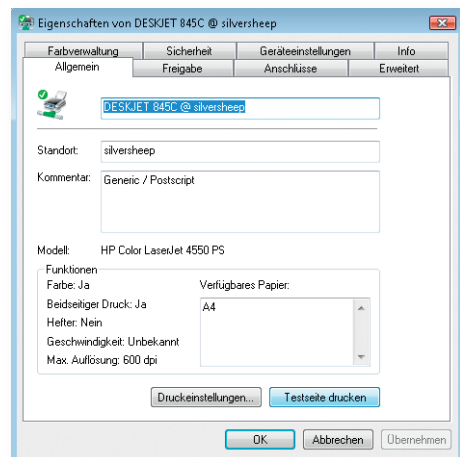 Eigenschaften von DESKJET 845C @ silversheep
Farbverwaltung Sicherheit Geräteeinstellungen Info
Allgemein Freigabe Anschlüsse Erweitert
DESKJET 845C @ silversheep
Standort: silversheep
Kommentar: Generic / Postscript
Modell: HP Color LaserJet 4550 PS
Funktionen
Farbe: Ja Verfügbares Papier:
Beidseitiger Druck: Ja A4
Hefter: Nein
Geschwindigkeit: Unbekannt
Max. Auflösung: 600 dpi
Druckeinstellungen... Testseite drucken
OK Abbrechen Übernehmen